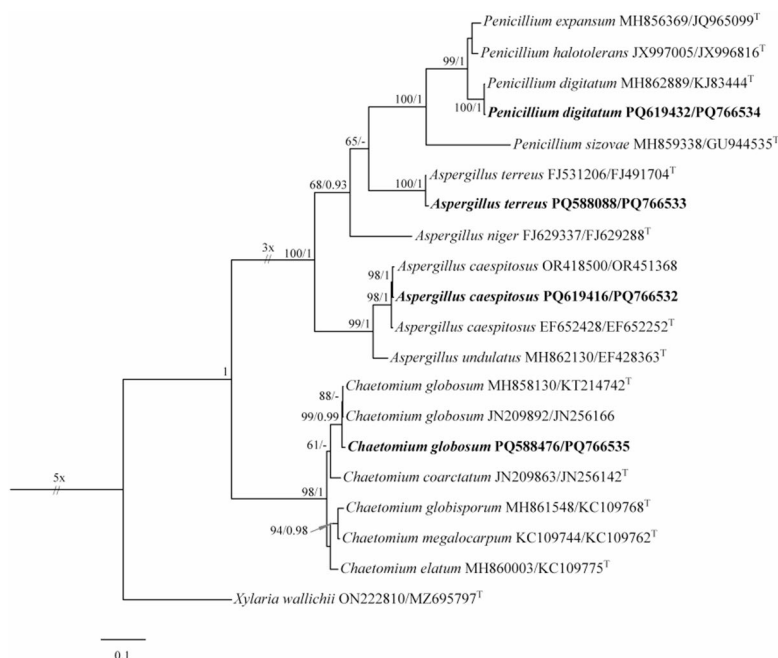 Penicillium expansum MH856369/JQ965099T
Penicillium halotolerans JX997005/JX996816T
99/1
Penicillium digitatum MH862889/KJ83444T
100/1
100/1
Penicillium digitatum PQ619432/PQ766534
65/-
Penicillium sizovae MH859338/GU944535T
Aspergillus terreus FJ531206/FJ491704T
68/0.93
100/1
Aspergillus terreus PQ588088/PQ766533
Aspergillus niger FJ629337/FJ629288T
3x
//
100/1
98/1
Aspergillus caespitosus OR418500/OR451368
98/1
Aspergillus caespitosus PQ619416/PQ766532
99/1
Aspergillus caespitosus EF652428/EF652252T
Aspergillus undulatus MH862130/EF428363T
1
Chaetomium globosum MH858130/KT214742T
88/-
99/0.99
Chaetomium globosum JN209892/JN256166
61/-
Chaetomium globosum PQ588476/PQ766535
5x
//
Chaetomium coarctatum JN209863/JN256142T
98/1
Chaetomium globisporum MH861548/KC109768T
94/0.98
Chaetomium megalocarpum KC109744/KC109762T
Chaetomium elatum MH860003/KC109775T
Xylaria wallichii ON222810/MZ695797T
0.1